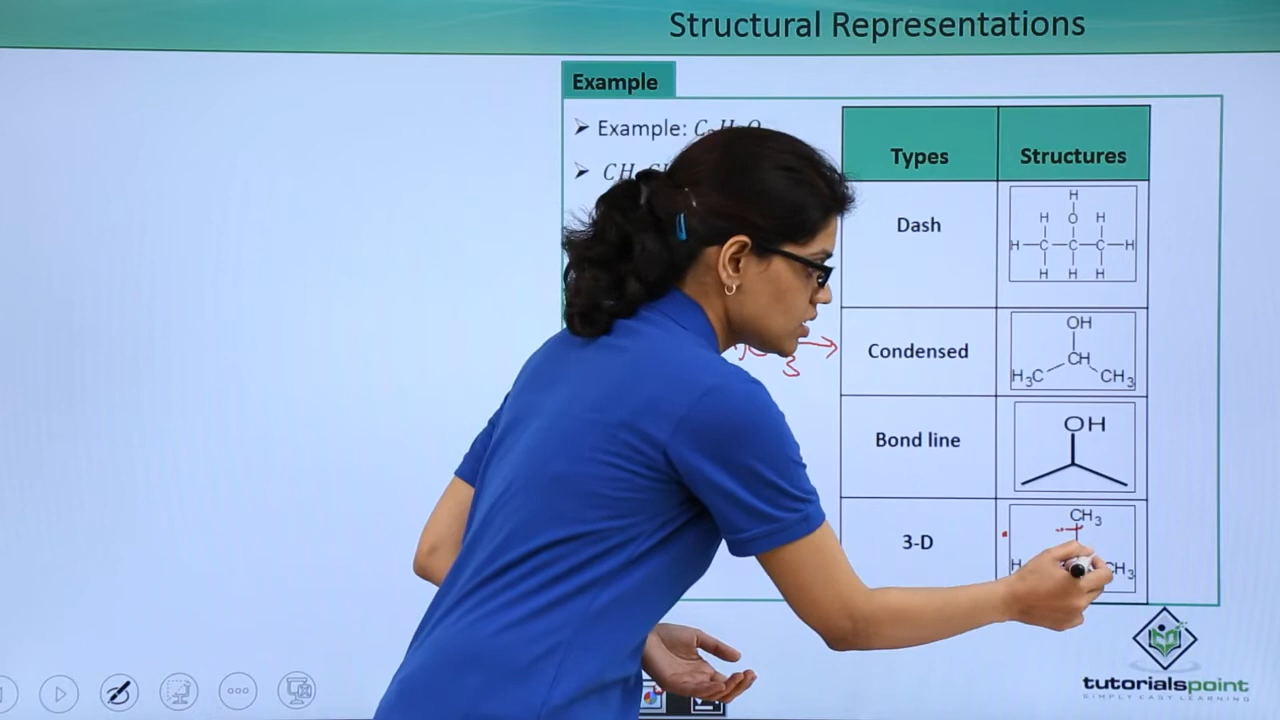 Structural Representations
Example
Example:
Types
Structures
Dash
H
H O H
H C C C H
H H H
Condensed
OH
CH
H₃C CH₃
Bond line
OH
3-D
CH₃
H CH₃
3
tutorialspoint
SIMPLY EASY LEARNING